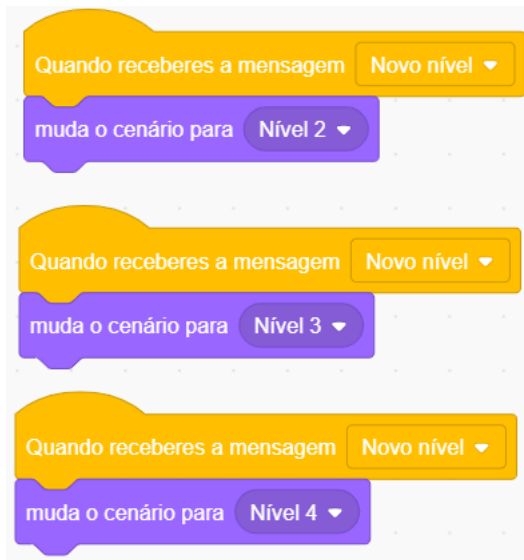 Quando receberes a mensagem Novo nível
muda o cenário para Nível 2
Quando receberes a mensagem Novo nível
muda o cenário para Nível 3
Quando receberes a mensagem Novo nível
muda o cenário para Nível 4